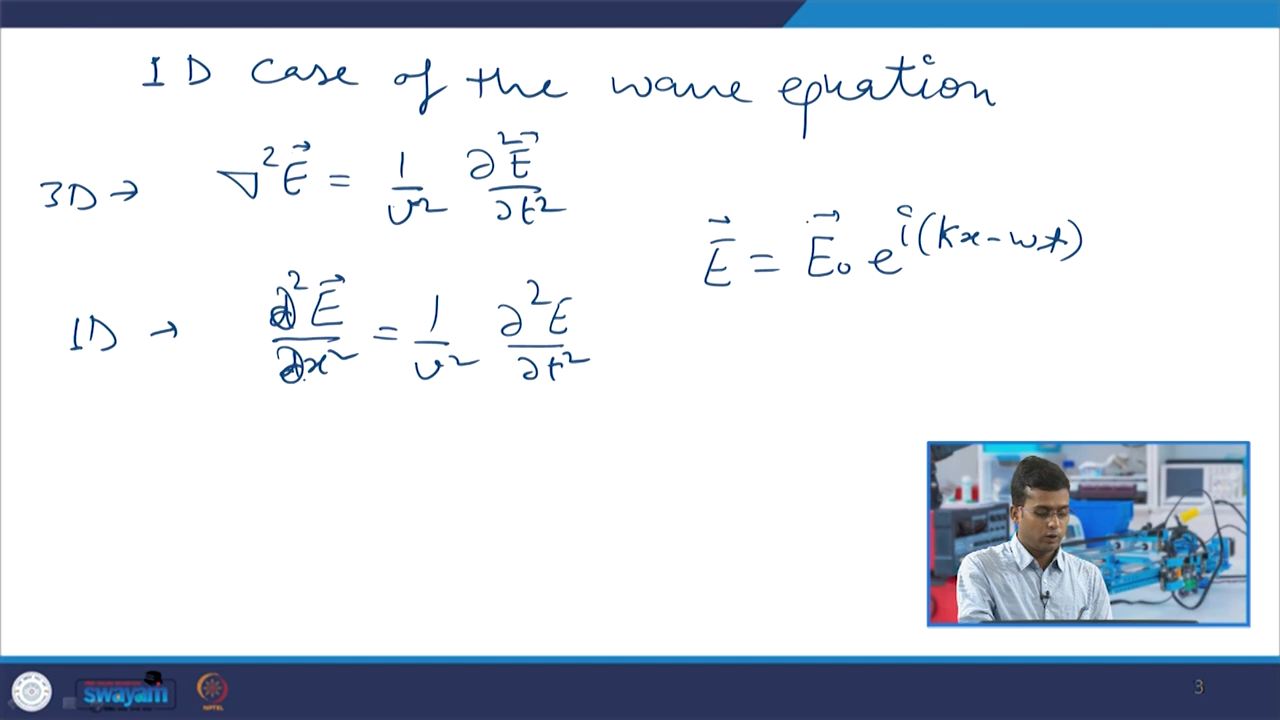 1D case of the wave equation
3D → ∇²E⃗ = 1/v² ∂²E⃗/∂t²
E⃗ = E⃗₀ e^i(kx-ωt)
1D → ∂²E⃗/∂x² = 1/v² ∂²E/∂t²
swayam
NPTEL
3